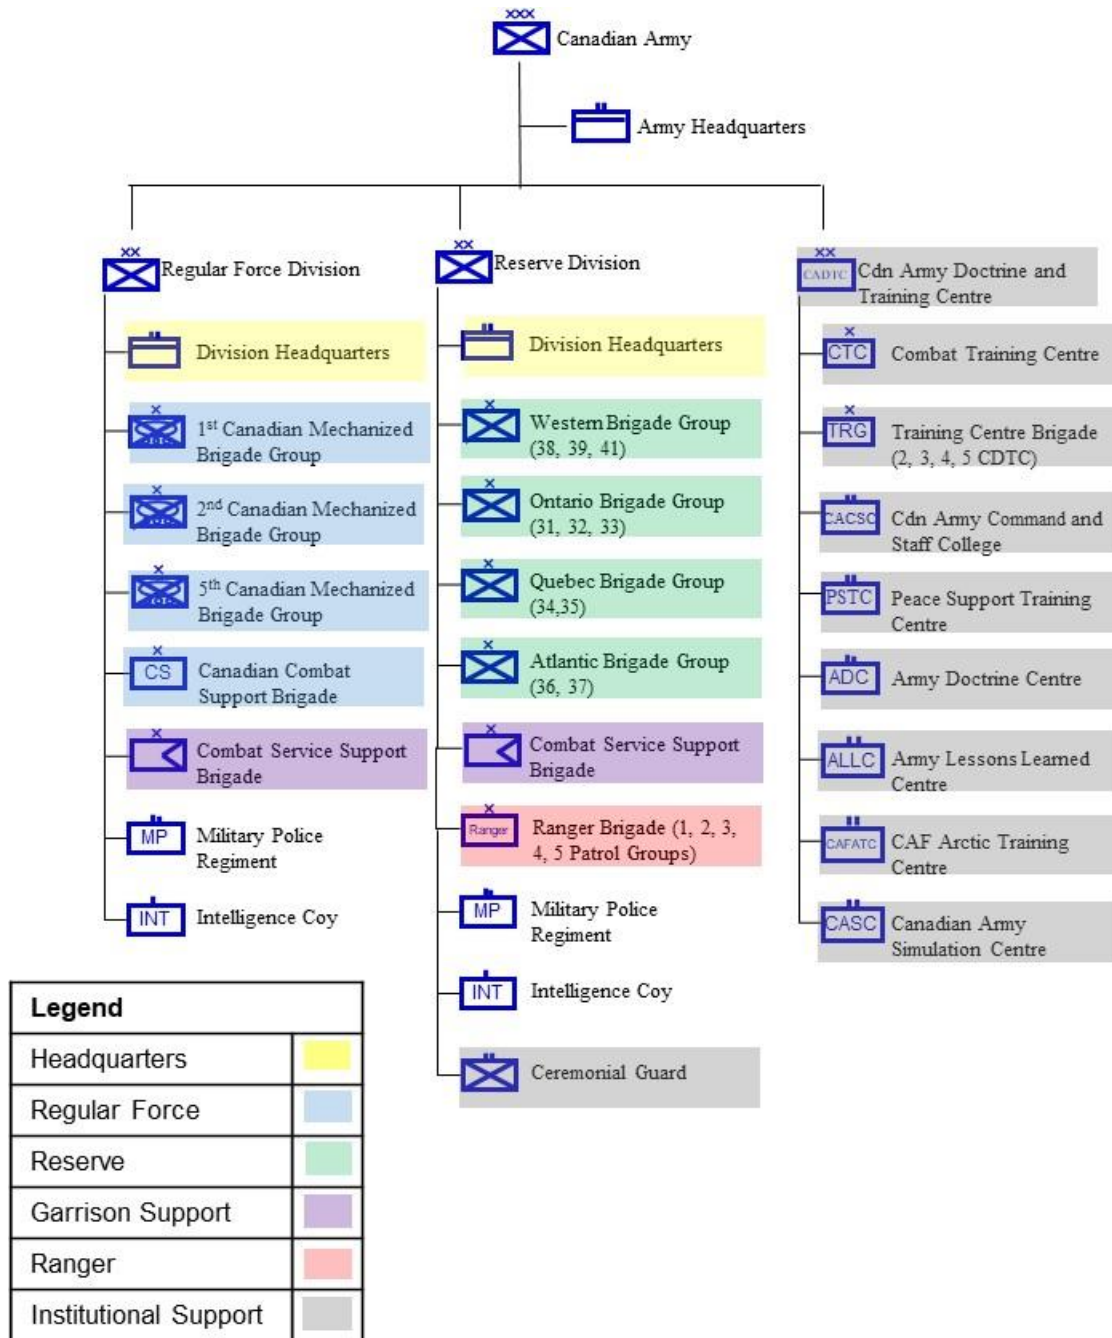 Canadian Army
Army Headquarters
Regular Force Division
Division Headquarters
1st Canadian Mechanized
Brigade Group
2nd Canadian Mechanized
Brigade Group
5th Canadian Mechanized
Brigade Group
CS
Canadian Combat
Support Brigade
Combat Service Support
Brigade
MP
Military Police
Regiment
INT
Intelligence Coy
Reserve Division
Division Headquarters
Western Brigade Group
(38, 39, 41)
Ontario Brigade Group
(31, 32, 33)
Quebec Brigade Group
(34,35)
Atlantic Brigade Group
(36, 37)
Combat Service Support
Brigade
Ranger
Ranger Brigade (1, 2, 3,
4, 5 Patrol Groups)
MP
Military Police
Regiment
INT
Intelligence Coy
Ceremonial Guard
CADTC
Cdn Army Doctrine and
Training Centre
CTC
Combat Training Centre
TRG
Training Centre Brigade
(2, 3, 4, 5 CDTC)
CACSC
Cdn Army Command and
Staff College
PSTC
Peace Support Training
Centre
ADC
Army Doctrine Centre
ALLC
Army Lessons Learned
Centre
CAFATC
CAF Arctic Training
Centre
CASC
Canadian Army
Simulation Centre
Legend
Headquarters
Regular Force
Reserve
Garrison Support
Ranger
Institutional Support